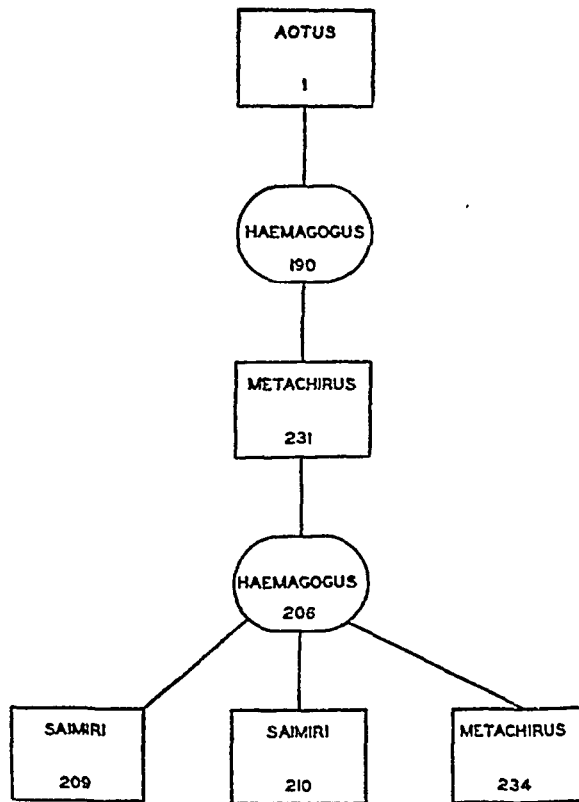 AOTUS
1
HAEMAGOGUS
190
METACHIRUS
231
HAEMAGOGUS
206
SAIMIRI
209
SAIMIRI
210
METACHIRUS
234